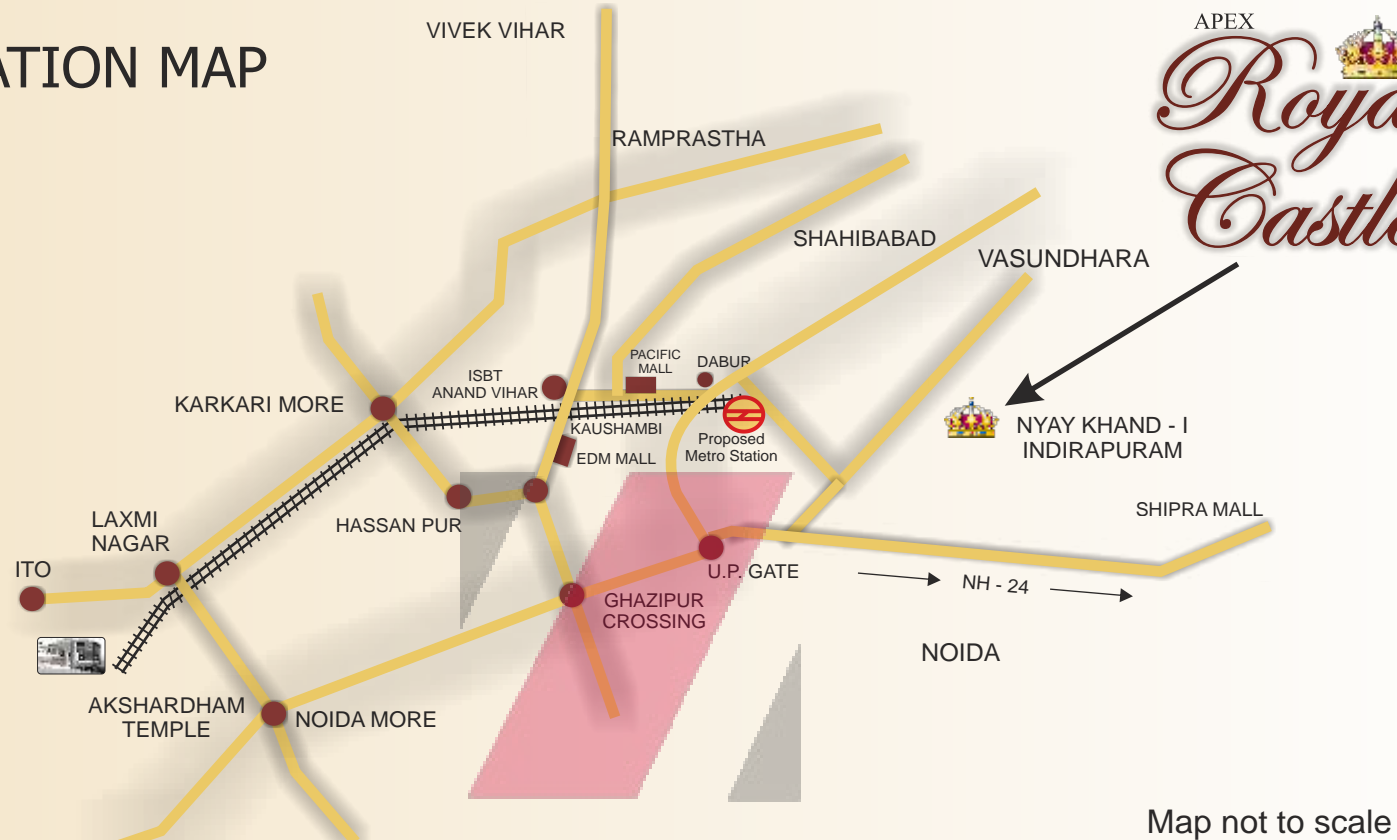 ATION MAP
VIVEK VIHAR
APEX
Royal
Castle
RAMPRASTHA
SHAHIBABAD
VASUNDHARA
PACIFIC
MALL
DABUR
ISBT
ANAND VIHAR
KARKARI MORE
KAUSHAMBI
EDM MALL
Proposed
Metro Station
NYAY KHAND - I
INDIRAPURAM
HASSAN PUR
LAXMI
NAGAR
SHIPRA MALL
ITO
U.P. GATE
NH - 24
GHAZIPUR
CROSSING
NOIDA
AKSHARDHAM
TEMPLE
NOIDA MORE
Map not to scale